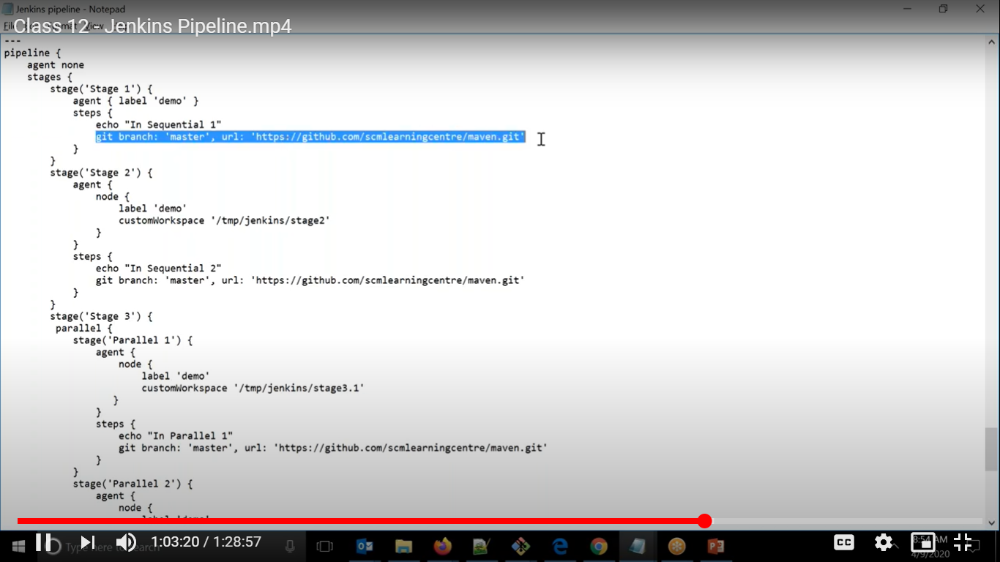 Jenkins pipeline - Notepad
Class 12 - Jenkins Pipeline.mp4
---
pipeline {
    agent none
    stages {
        stage('Stage 1') {
            agent { label 'demo' }
            steps {
                echo "In Sequential 1"
                git branch: 'master', url: 'https://github.com/scmlearningcentre/maven.git'
            }
        }
        stage('Stage 2') {
            agent {
                node {
                    label 'demo'
                    customWorkspace '/tmp/jenkins/stage2'
                }
            }
            steps {
                echo "In Sequential 2"
                git branch: 'master', url: 'https://github.com/scmlearningcentre/maven.git'
            }
        }
        stage('Stage 3') {
         parallel {
            stage('Parallel 1') {
                agent {
                    node {
                        label 'demo'
                        customWorkspace '/tmp/jenkins/stage3.1'
                   }
                }
                steps {
                    echo "In Parallel 1"
                    git branch: 'master', url: 'https://github.com/scmlearningcentre/maven.git'
                }
            }
            stage('Parallel 2') {
                agent {
                    node {
1:03:20 / 1:28:57
Type here to search
CC
8:54 AM
4/9/2020